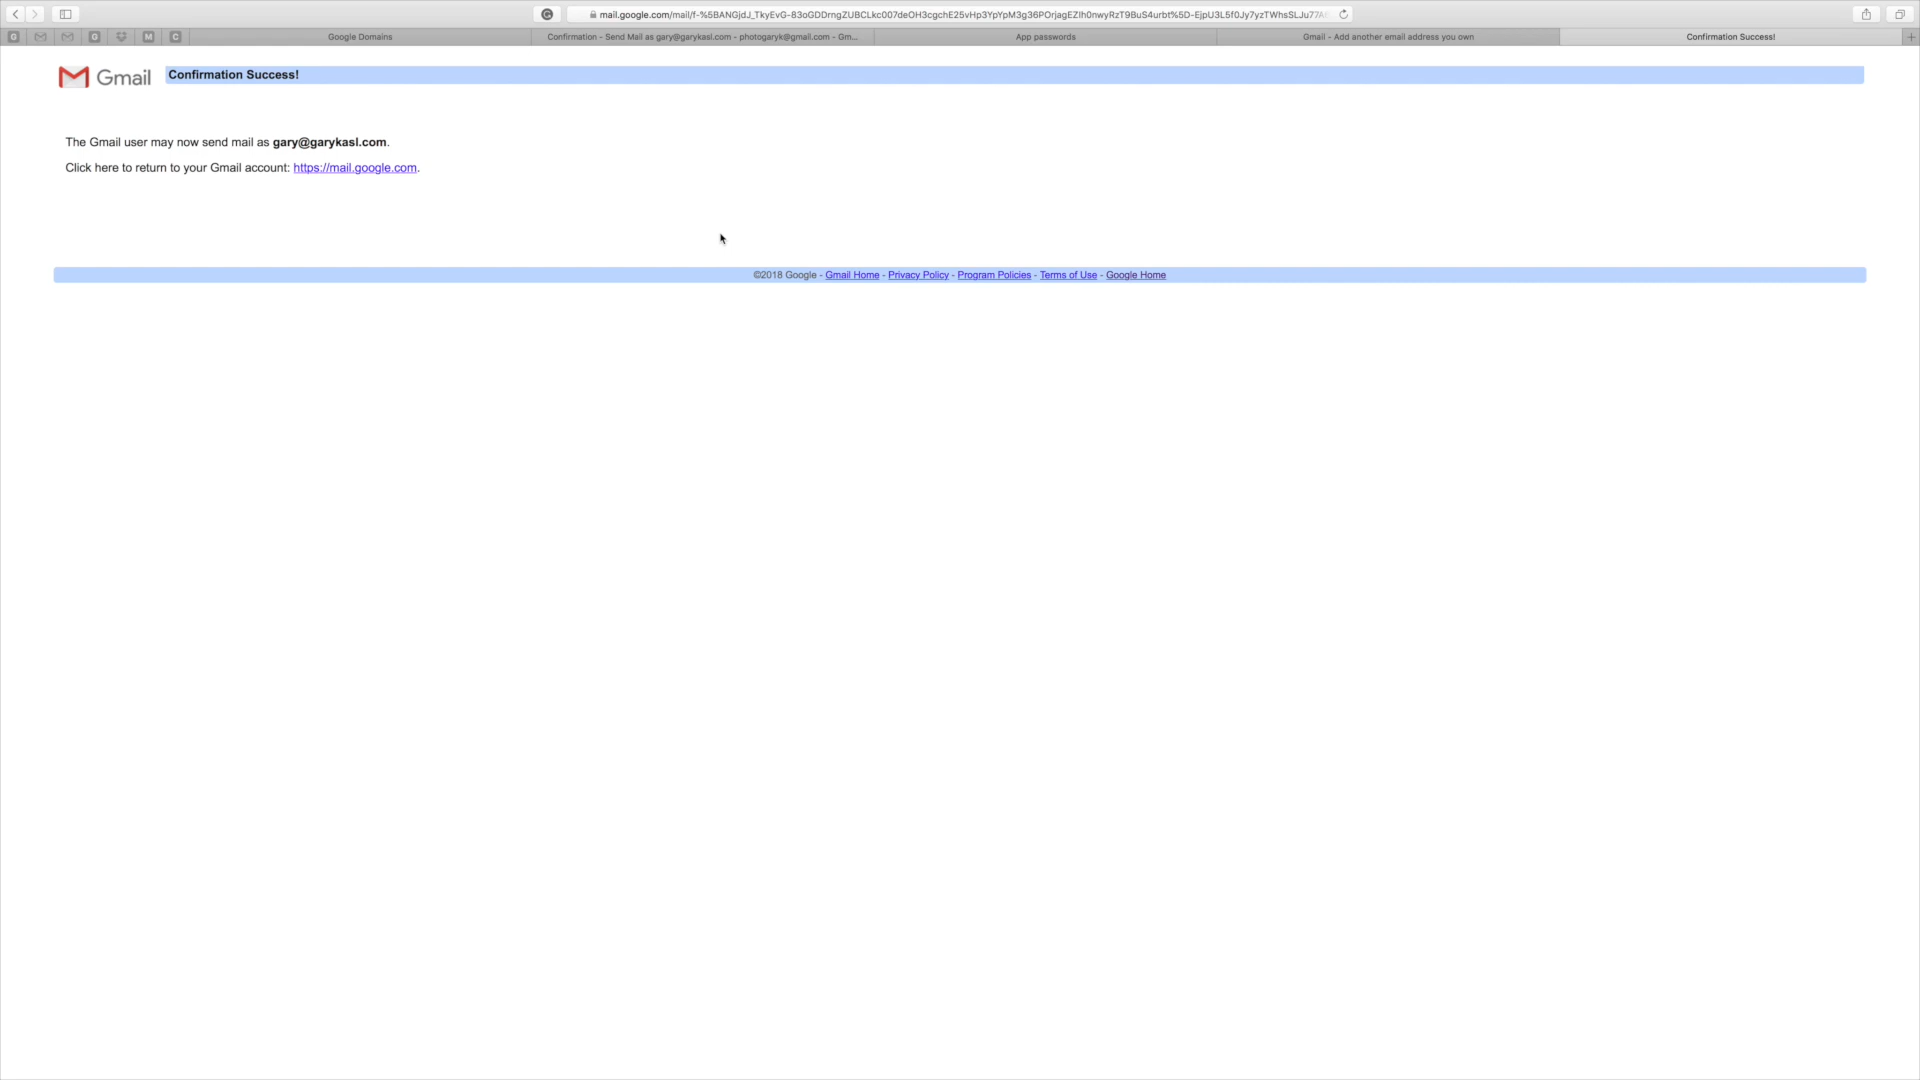 mail.google.com/mail/f-%5BANGjdJ_TkyEvG-83oGDDrngZUBCLkc007deOH3cgchE25vHp3YpYpM3g36POrjagEZIh0nwyRzT9BuS4urbt%5D-EjpU3L5f0Jy7yzTWhsSLJu77A
G
G
M
C
Google Domains
Confirmation - Send Mail as gary@garykasl.com - photogaryk@gmail.com - Gm...
App passwords
Gmail - Add another email address you own
Confirmation Success!
Gmail
Confirmation Success!
The Gmail user may now send mail as gary@garykasl.com.
Click here to return to your Gmail account: https://mail.google.com.
©2018 Google - Gmail Home - Privacy Policy - Program Policies - Terms of Use - Google Home